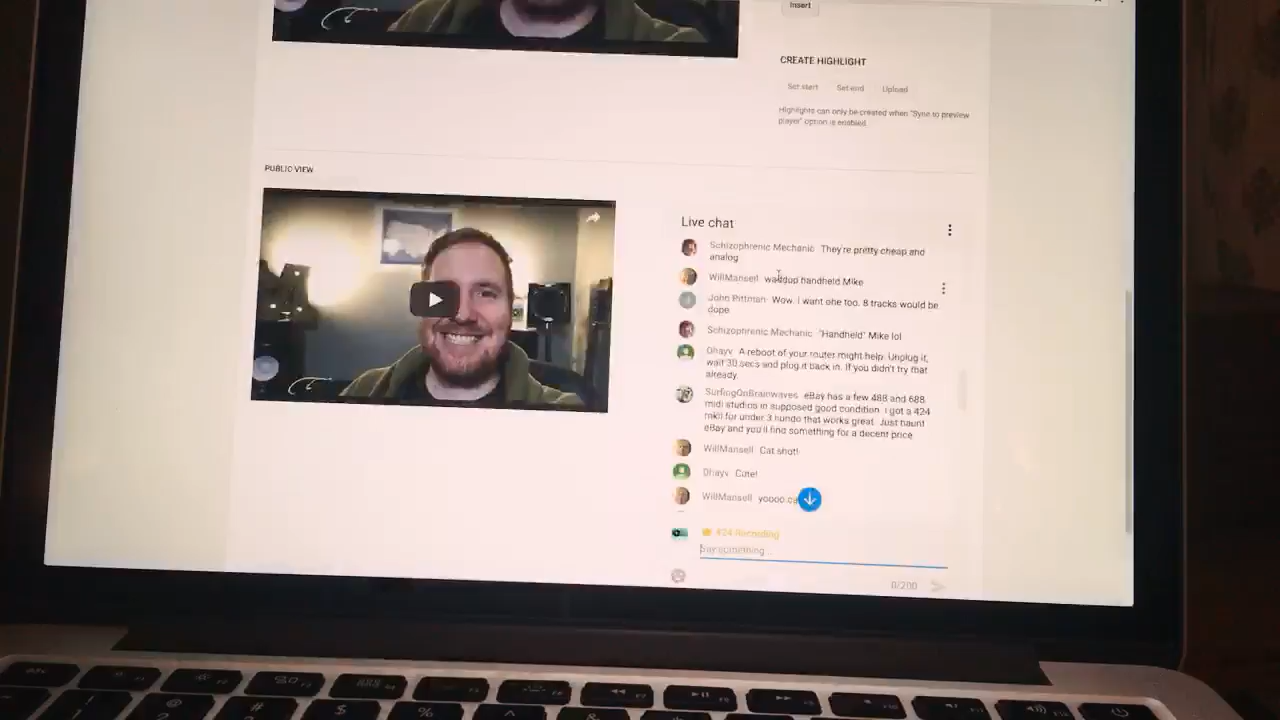 Insert
CREATE HIGHLIGHT
Set start Set end Upload
Highlights can only be created when "Sync to preview
player" option is enabled.
PUBLIC VIEW
Live chat
Schizophrenic Mechanic They're pretty cheap and
analog
WillMansell waddup handheld Mike
John Pittman Wow. I want one too. 8 tracks would be
dope
Schizophrenic Mechanic "Handheld" Mike lol
Dhayv A reboot of your router might help. Unplug it,
wait 30 secs and plug it back in. If you didn't try that
already.
SurfingOnBrainwaves eBay has a few 488 and 688
midi studios in supposed good condition. I got a 424
mkII for under 3 hundo that works great. Just haunt
eBay and you'll find something for a decent price
WillMansell Cat shot!
Dhayv Cute!
WillMansell yoooo ca
424 Recording
Say something...
0/200
esc
! # $ % ^ &